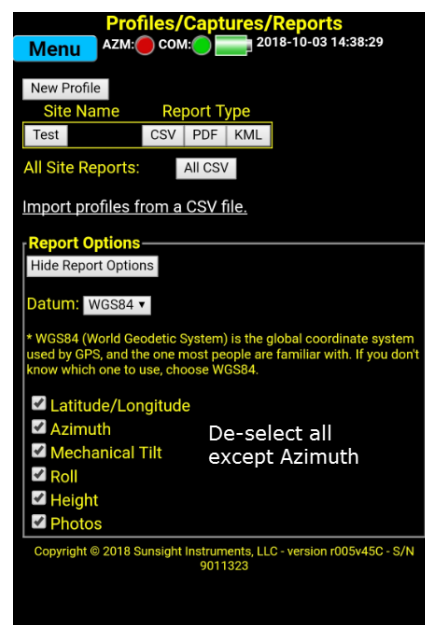 Profiles/Captures/Reports
Menu AZM: COM: 2018-10-03 14:38:29
New Profile
Site Name Report Type
Test CSV PDF KML
All Site Reports: All CSV
Import profiles from a CSV file.
Report Options
Hide Report Options
Datum: WGS84
* WGS84 (World Geodetic System) is the global coordinate system
used by GPS, and the one most people are familiar with. If you don't
know which one to use, choose WGS84.
Latitude/Longitude
Azimuth
Mechanical Tilt
Roll
Height
Photos
De-select all
except Azimuth
Copyright © 2018 Sunsight Instruments, LLC - version r005v45C - S/N
9011323